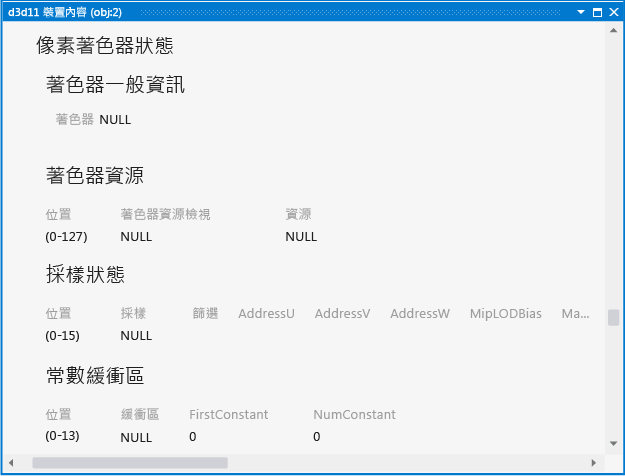 d3d11 裝置內容 (obj:2)
像素著色器狀態
著色器一般資訊
著色器 NULL
著色器資源
位置 著色器資源檢視 資源
(0-127) NULL NULL
採樣狀態
位置 採樣 篩選 AddressU AddressV AddressW MipLODBias Ma...
(0-15) NULL
常數緩衝區
位置 緩衝區 FirstConstant NumConstant
(0-13) NULL 0 0